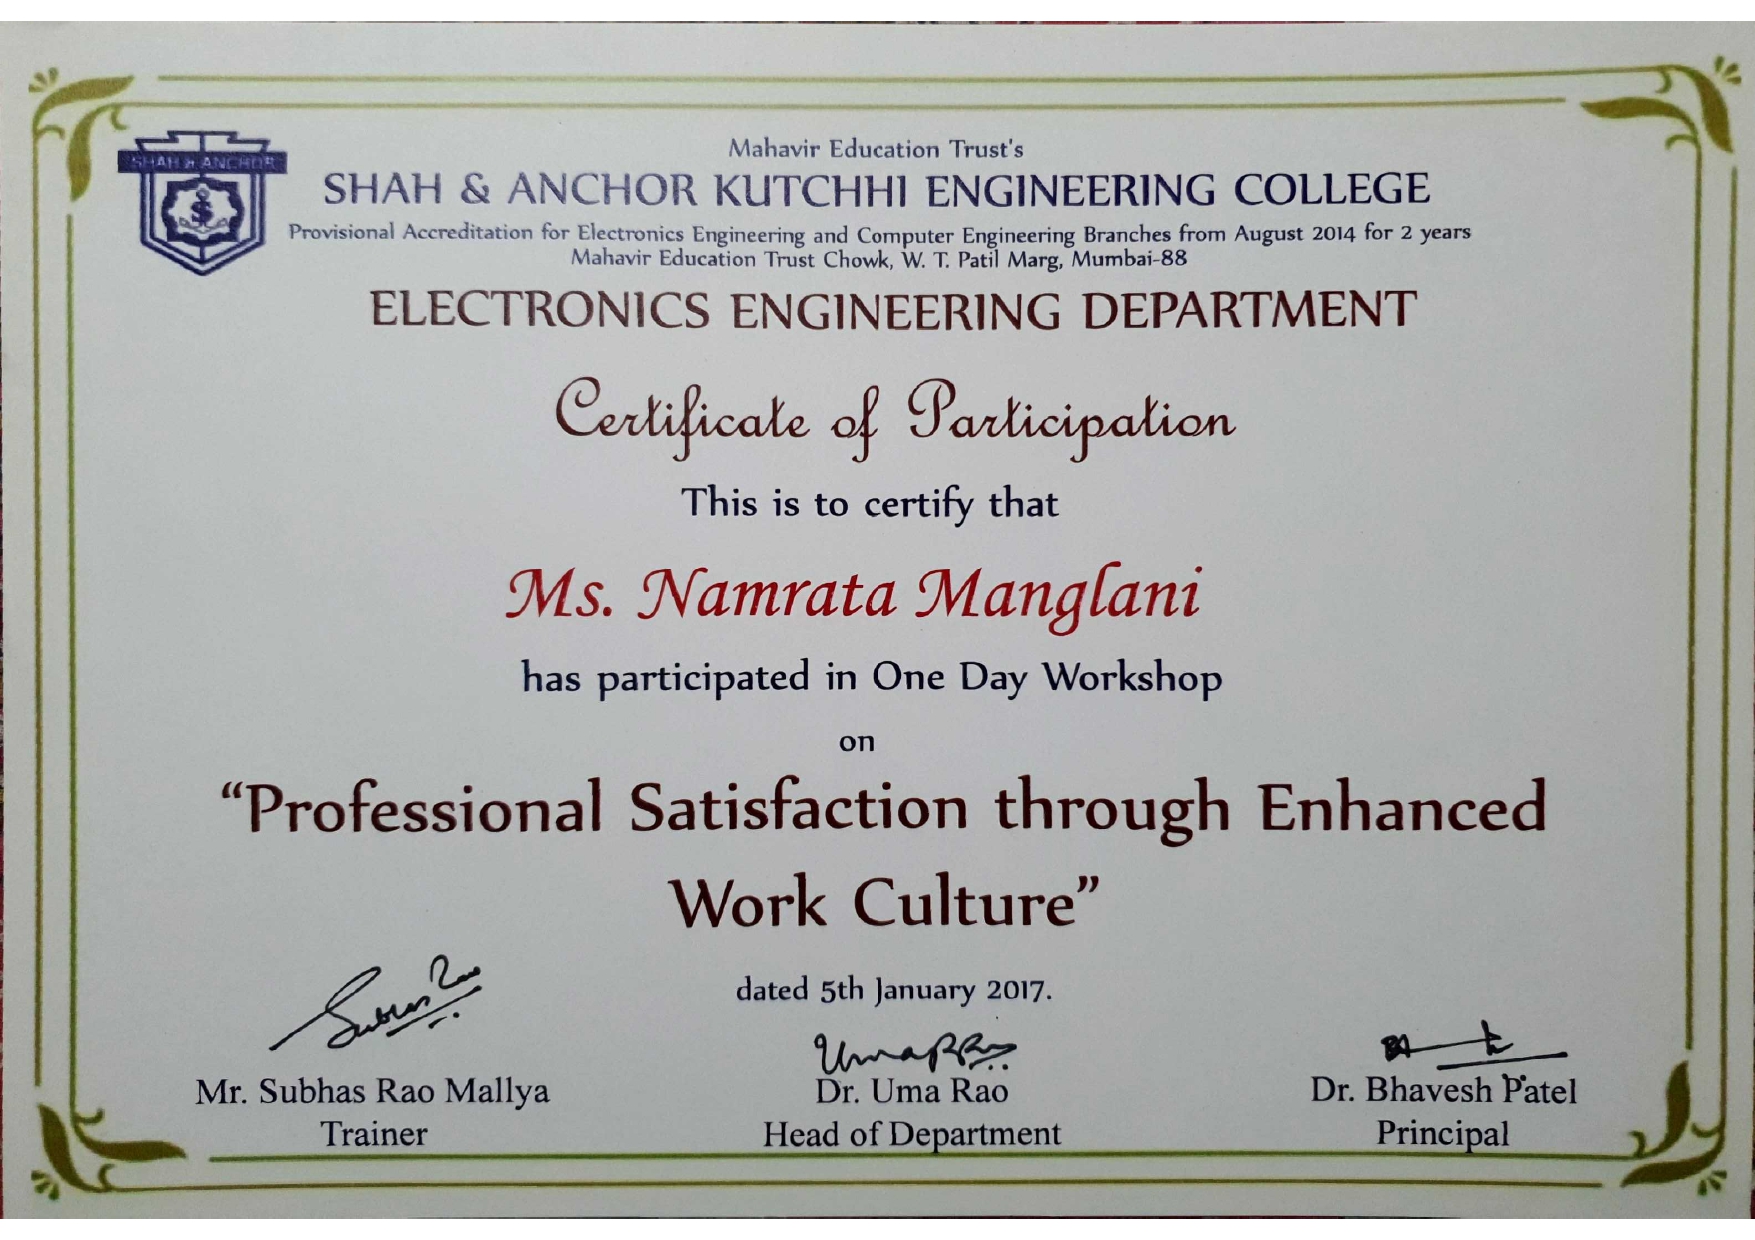 SHAH & ANCHOR
Mahavir Education Trust's
SHAH & ANCHOR KUTCHHI ENGINEERING COLLEGE
Provisional Accreditation for Electronics Engineering and Computer Engineering Branches from August 2014 for 2 years
Mahavir Education Trust Chowk, W. T. Patil Marg, Mumbai-88
ELECTRONICS ENGINEERING DEPARTMENT
Certificate of Participation
This is to certify that
Ms. Namrata Manglani
has participated in One Day Workshop
on
“Professional Satisfaction through Enhanced
Work Culture”
dated 5th January 2017.
Subhas Rao
Uma R Rao
Mr. Subhas Rao Mallya
Dr. Uma Rao
Dr. Bhavesh Patel
Trainer
Head of Department
Principal